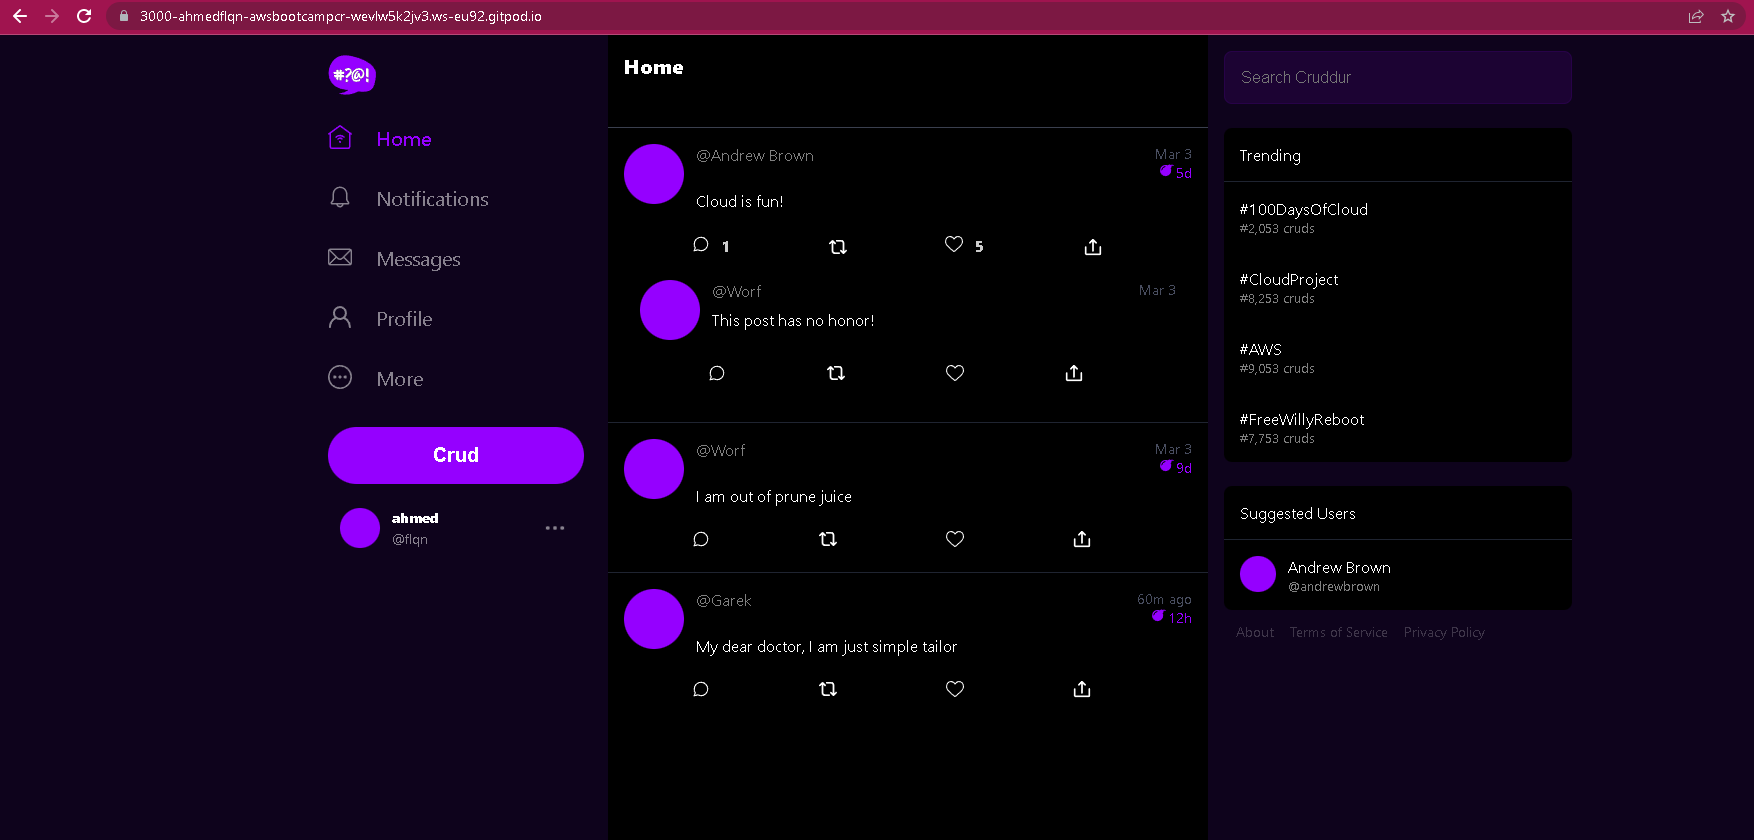 3000-ahmedflqn-awsbootcampcr-wevlw5k2jv3.ws-eu92.gitpod.io
#?@!
Home
Notifications
Messages
Profile
More
Crud
ahmed
@flqn
Home
@Andrew Brown
Mar 3
5d
Cloud is fun!
1
5
@Worf
Mar 3
This post has no honor!
@Worf
Mar 3
9d
I am out of prune juice
@Garek
60m ago
12h
My dear doctor, I am just simple tailor
Search Cruddur
Trending
#100DaysOfCloud
#2,053 cruds
#CloudProject
#8,253 cruds
#AWS
#9,053 cruds
#FreeWillyReboot
#7,753 cruds
Suggested Users
Andrew Brown
@andrewbrown
About Terms of Service Privacy Policy